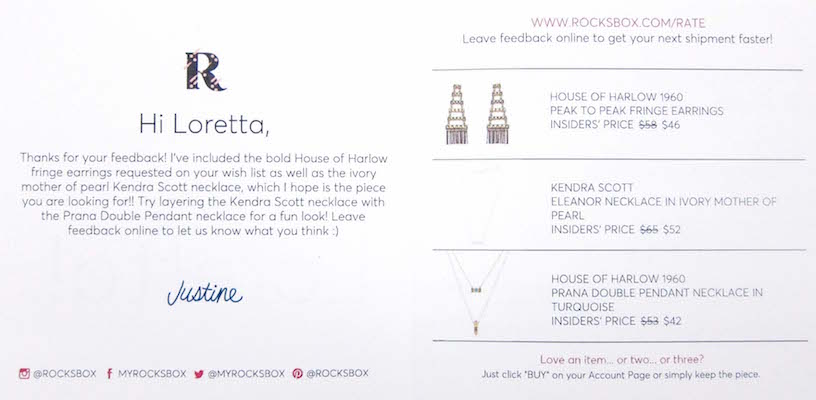 R
Hi Loretta,
Thanks for your feedback! I've included the bold House of Harlow
fringe earrings requested on your wish list as well as the ivory
mother of pearl Kendra Scott necklace, which I hope is the piece
you are looking for!! Try layering the Kendra Scott necklace with
the Prana Double Pendant necklace for a fun look! Leave
feedback online to let us know what you think :)
Justine
@ROCKSBOX MYROCKSBOX @MYROCKSBOX @ROCKSBOX
WWW.ROCKSBOX.COM/RATE
Leave feedback online to get your next shipment faster!
HOUSE OF HARLOW 1960
PEAK TO PEAK FRINGE EARRINGS
INSIDERS' PRICE $58 $46
KENDRA SCOTT
ELEANOR NECKLACE IN IVORY MOTHER OF
PEARL
INSIDERS' PRICE $65 $52
HOUSE OF HARLOW 1960
PRANA DOUBLE PENDANT NECKLACE IN
TURQUOISE
INSIDERS' PRICE $53 $42
Love an item... or two... or three?
Just click "BUY" on your Account Page or simply keep the piece.